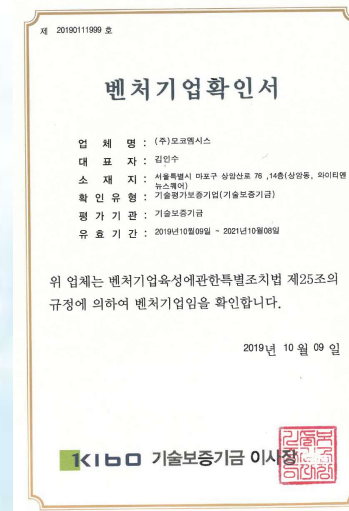 제 20190111999 호
벤처기업확인서
업 체 명 : (주)모코엠시스
대 표 자 : 김인수
소 재 지 : 서울특별시 마포구 상암산로 76 ,14층(상암동, 와이티엔
뉴스퀘어)
확 인 유 형 : 기술평가보증기업(기술보증기금)
평 가 기 관 : 기술보증기금
유 효 기 간 : 2019년10월09일 ~ 2021년10월08일
위 업체는 벤처기업육성에관한특별조치법 제25조의
규정에 의하여 벤처기업임을 확인합니다.
2019년 10 월 09 일
KIBO 기술보증기금 이사장